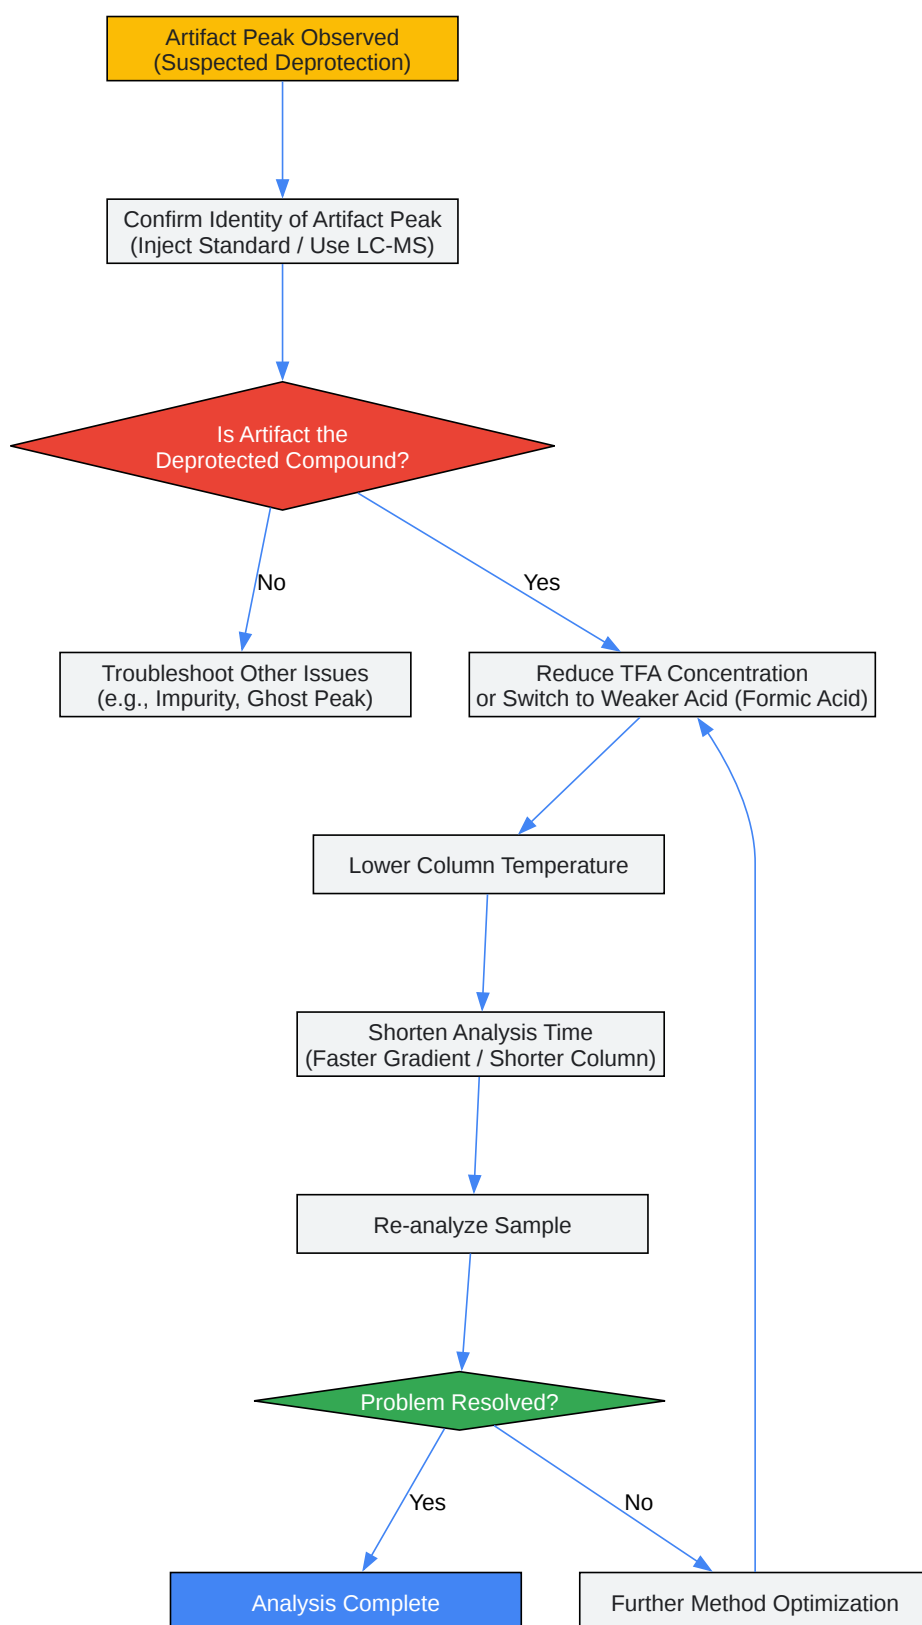 Artifact Peak Observed
(Suspected Deprotection)
Confirm Identity of Artifact Peak
(Inject Standard / Use LC-MS)
Is Artifact the
Deprotected Compound?
No
Yes
Troubleshoot Other Issues
(e.g., Impurity, Ghost Peak)
Reduce TFA Concentration
or Switch to Weaker Acid (Formic Acid)
Lower Column Temperature
Shorten Analysis Time
(Faster Gradient / Shorter Column)
Re-analyze Sample
Problem Resolved?
Yes
No
Analysis Complete
Further Method Optimization